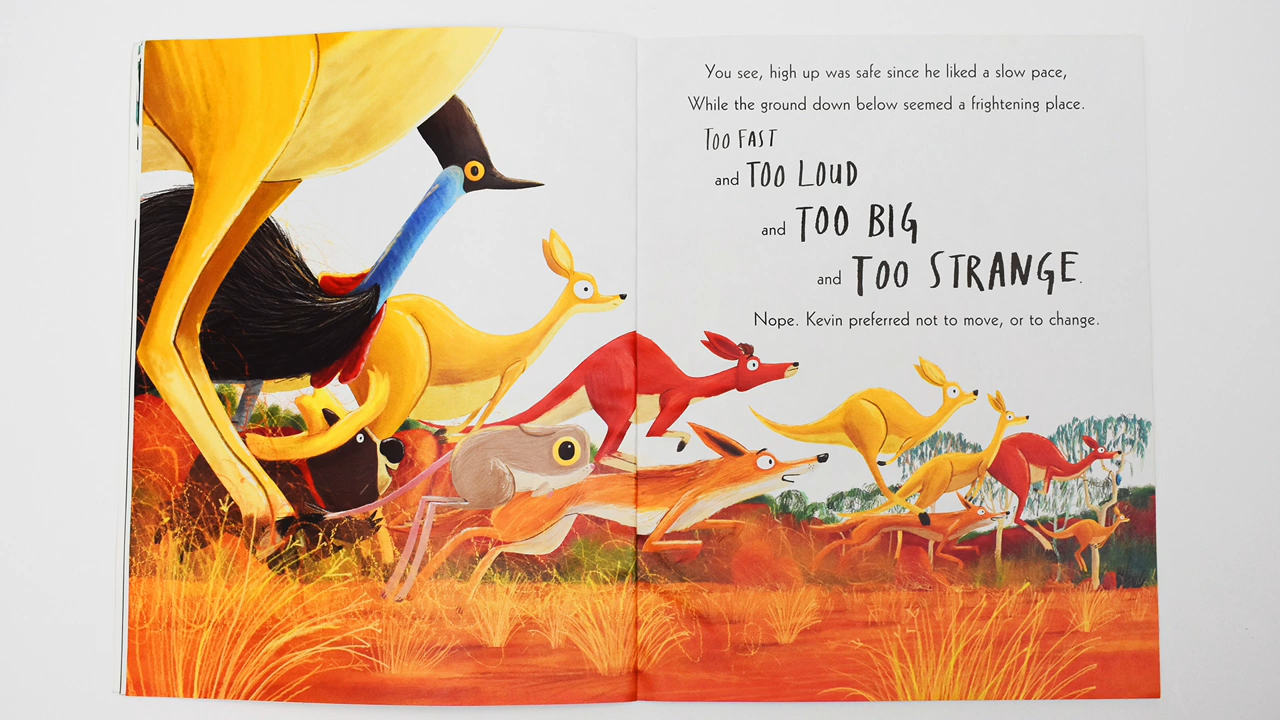 You see, high up was safe since he liked a slow pace,
While the ground down below seemed a frightening place.
TOO FAST
and TOO LOUD
and TOO BIG
and TOO STRANGE.
Nope. Kevin preferred not to move, or to change.